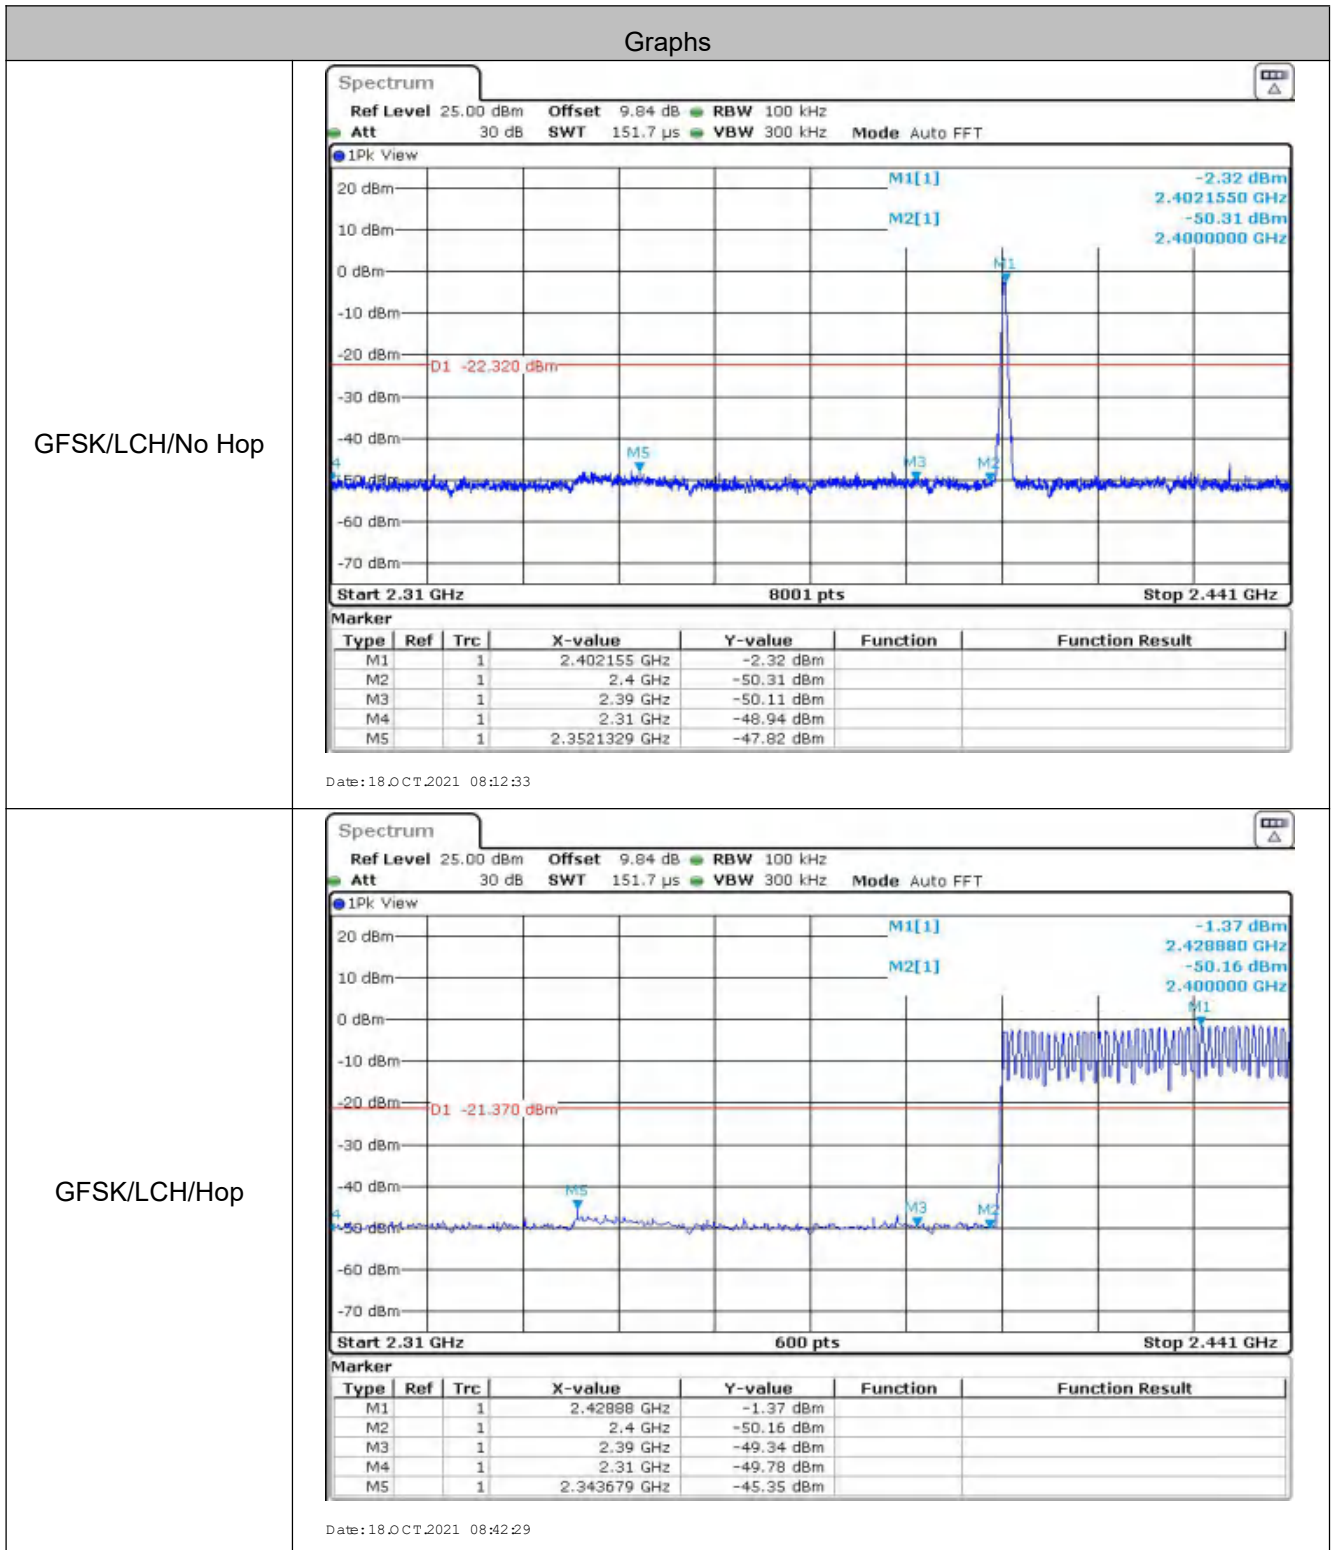 Graphs
GFSK/LCH/No Hop
Spectrum
Ref Level 25.00 dBm Offset 9.84 dB RBW 100 kHz
Att 30 dB SWT 151.7 µs VBW 300 kHz Mode Auto FFT
1Pk View
M1[1] -2.32 dBm
2.4021550 GHz
M2[1] -50.31 dBm
2.4000000 GHz
20 dBm
10 dBm
0 dBm
M1
-10 dBm
-20 dBm
D1 -22.320 dBm
-30 dBm
-40 dBm
4 M5 M3 M2
-50 dBm
-60 dBm
-70 dBm
Start 2.31 GHz 8001 pts Stop 2.441 GHz
Marker
Type Ref Trc X-value Y-value Function Function Result
M1 1 2.402155 GHz -2.32 dBm
M2 1 2.4 GHz -50.31 dBm
M3 1 2.39 GHz -50.11 dBm
M4 1 2.31 GHz -48.94 dBm
M5 1 2.3521329 GHz -47.82 dBm
Date:18.OCT.2021 08:12:33
GFSK/LCH/Hop
Spectrum
Ref Level 25.00 dBm Offset 9.84 dB RBW 100 kHz
Att 30 dB SWT 151.7 µs VBW 300 kHz Mode Auto FFT
1Pk View
M1[1] -1.37 dBm
2.428880 GHz
M2[1] -50.16 dBm
2.400000 GHz
20 dBm
10 dBm
M1
0 dBm
-10 dBm
-20 dBm
D1 -21.370 dBm
-30 dBm
-40 dBm
4 M5 M3 M2
-50 dBm
-60 dBm
-70 dBm
Start 2.31 GHz 600 pts Stop 2.441 GHz
Marker
Type Ref Trc X-value Y-value Function Function Result
M1 1 2.42888 GHz -1.37 dBm
M2 1 2.4 GHz -50.16 dBm
M3 1 2.39 GHz -49.34 dBm
M4 1 2.31 GHz -49.78 dBm
M5 1 2.343679 GHz -45.35 dBm
Date:18.OCT.2021 08:42:29